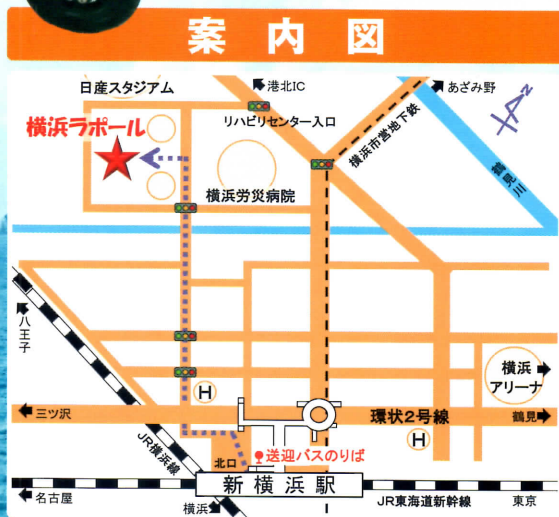 案内図
日産スタジアム
港北IC
あざみ野
横浜ラポール
リハビリセンター入口
横浜市営地下鉄
N
鶴見川
横浜労災病院
八王子
H
横浜アリーナ
三ツ沢
環状2号線
鶴見
H
JR横浜線
北口
送迎バスのりば
新横浜駅
名古屋
横浜
JR東海道新幹線
東京